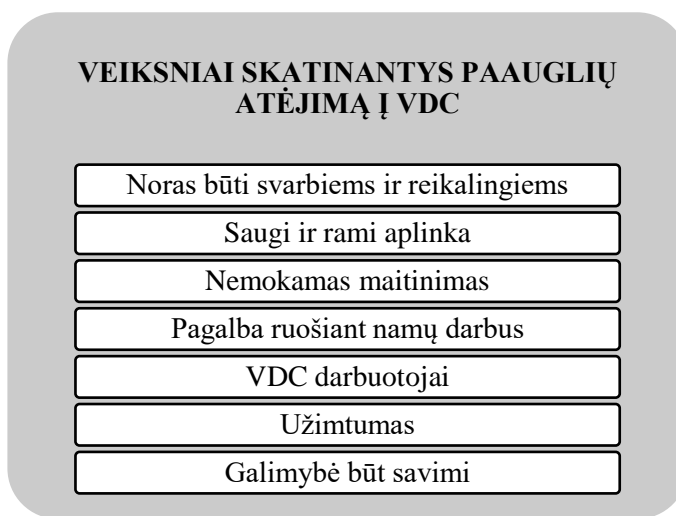 VEIKSNIAI SKATINANTYS PAAUGLIŲ
ATĖJIMĄ Į VDC
Noras būti svarbiems ir reikalingiems
Saugi ir rami aplinka
Nemokamas maitinimas
Pagalba ruošiant namų darbus
VDC darbuotojai
Užimtumas
Galimybė būt savimi